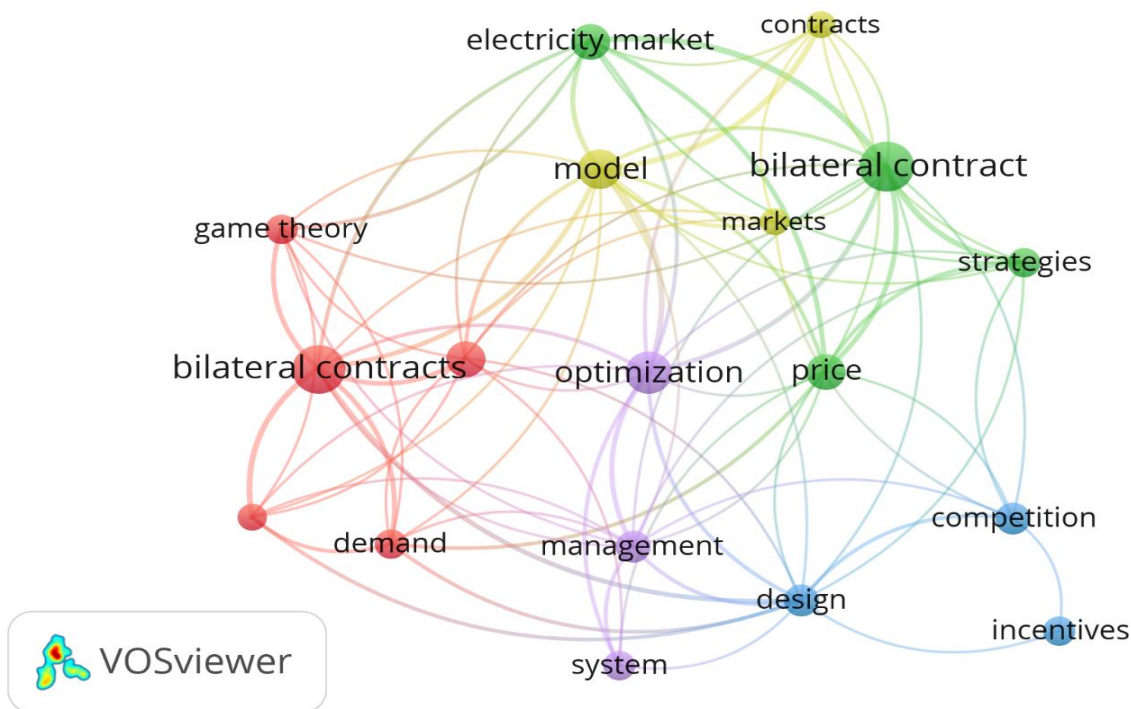 contracts
electricity market
bilateral contract
model
markets
game theory
strategies
bilateral contracts
optimization
price
competition
demand
management
design
incentives
system
VOSviewer